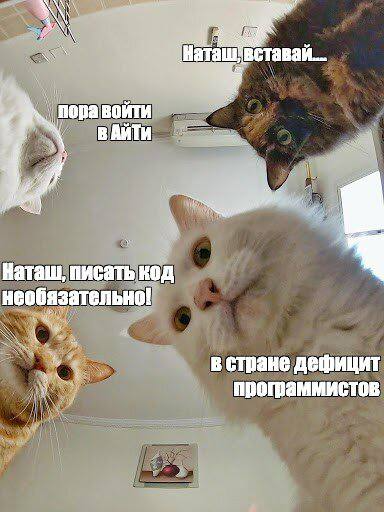 Наташ, вставай....
пора войти
в АйТи
Наташ, писать код
необязательно!
в стране дефицит
программистов